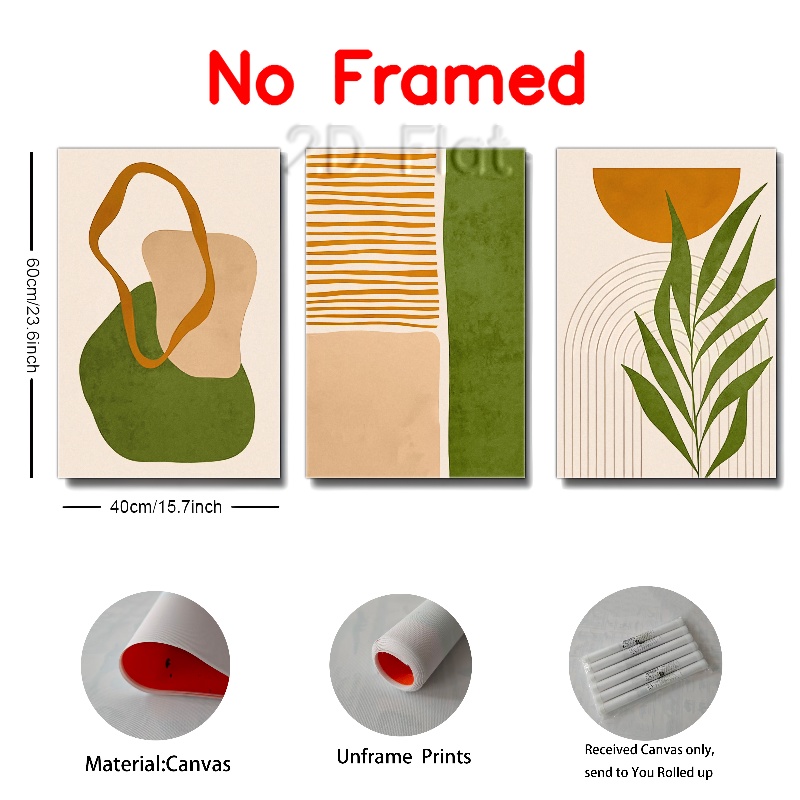 No Framed
2D Flat
60cm/23.6inch
40cm/15.7inch
Material:Canvas
Unframe Prints
Received Canvas only,
send to You Rolled up